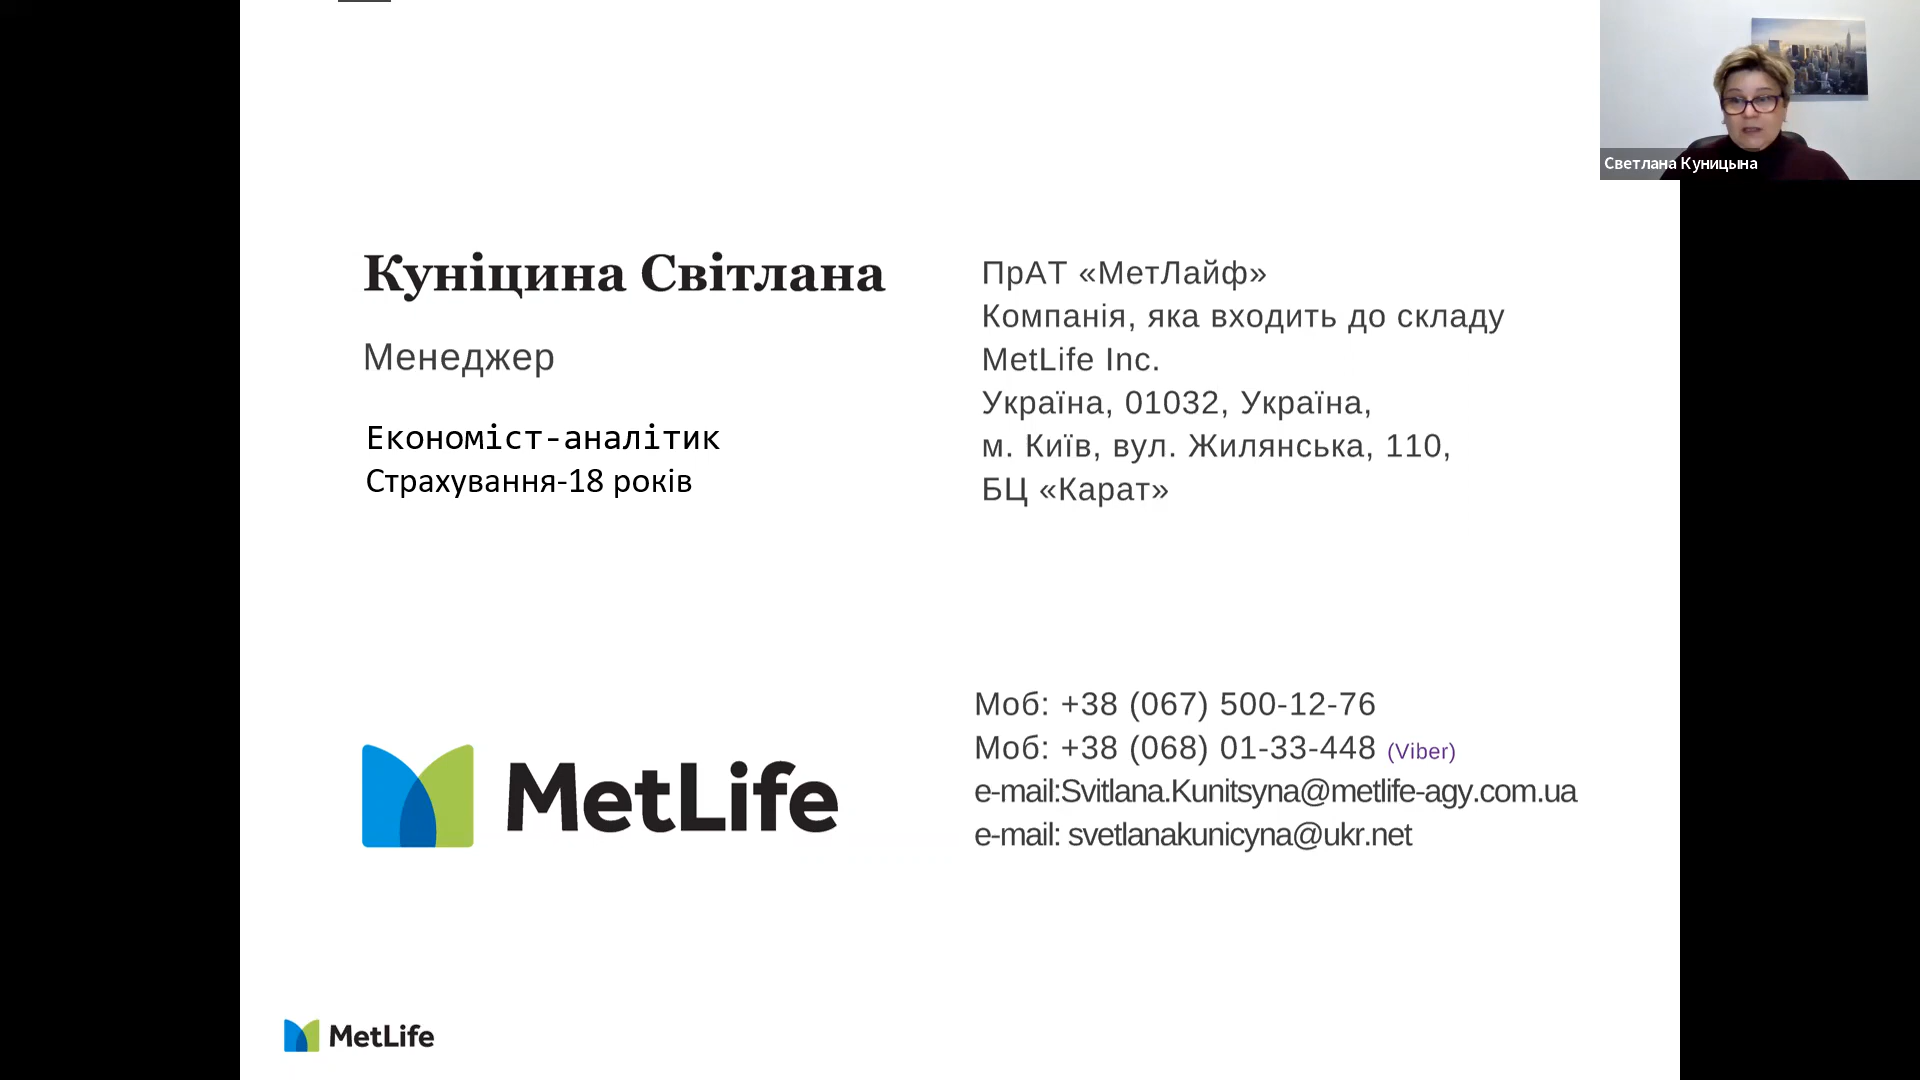 Куніцина Світлана
Менеджер
Економіст-аналітик
Страхування-18 років
ПрАТ «МетЛайф»
Компанія, яка входить до складу
MetLife Inc.
Україна, 01032, Україна,
м. Київ, вул. Жилянська, 110,
БЦ «Карат»
MetLife
Моб: +38 (067) 500-12-76
Моб: +38 (068) 01-33-448 (Viber)
e-mail:Svitlana.Kunitsyna@metlife-agy.com.ua
e-mail: svetlanakunicyna@ukr.net
MetLife
Светлана Куницына